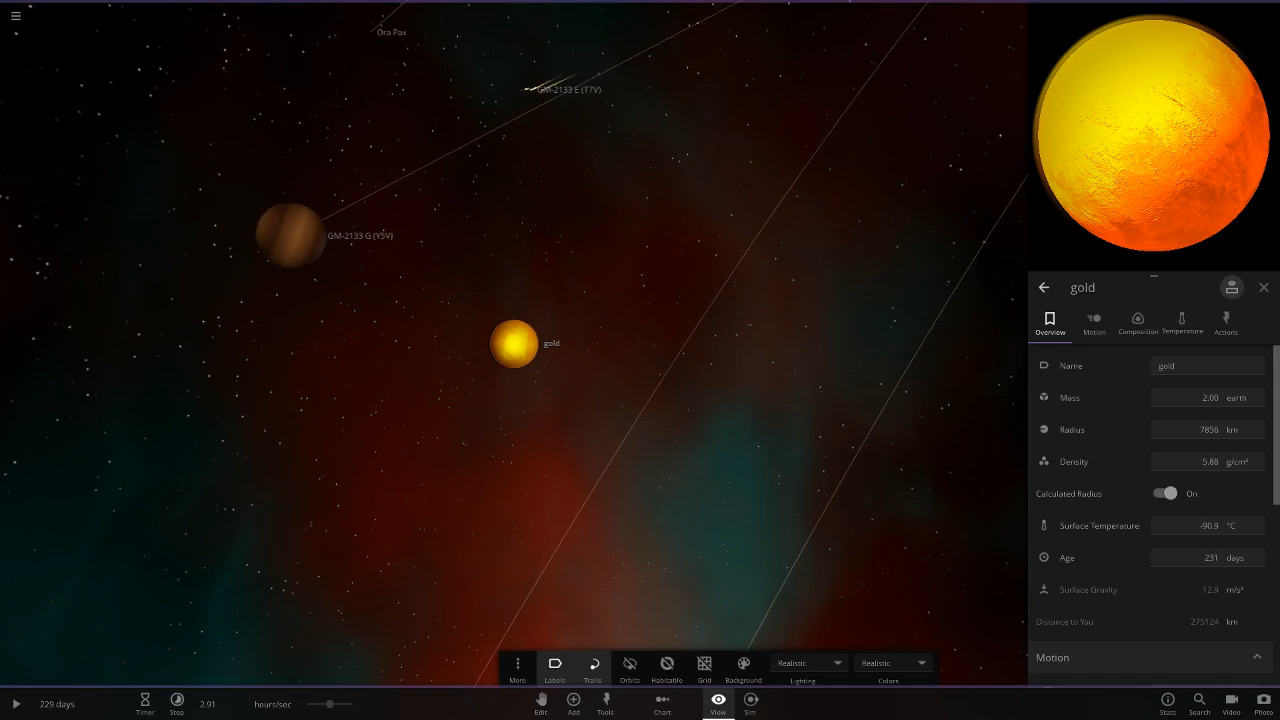 Ora Pax
GM-2133 E (T7V)
GM-2133 G (Y5V)
gold
gold
Overview
Motion
Composition
Temperature
Actions
Name gold
Mass 2.00 earth
Radius 7856 km
Density 5.88 g/cm³
Calculated Radius On
Surface Temperature -90.9 °C
Age 231 days
Surface Gravity 12.9 m/s²
Distance to You 275124 km
Motion
More
Labels
Trails
Orbits
Habitable
Grid
Background
Realistic
Lighting
Realistic
Colors
229 days
Timer
Step
2.91 hours/sec
Edit
Add
Tools
Chart
View
Sim
Stats
Search
Video
Photo